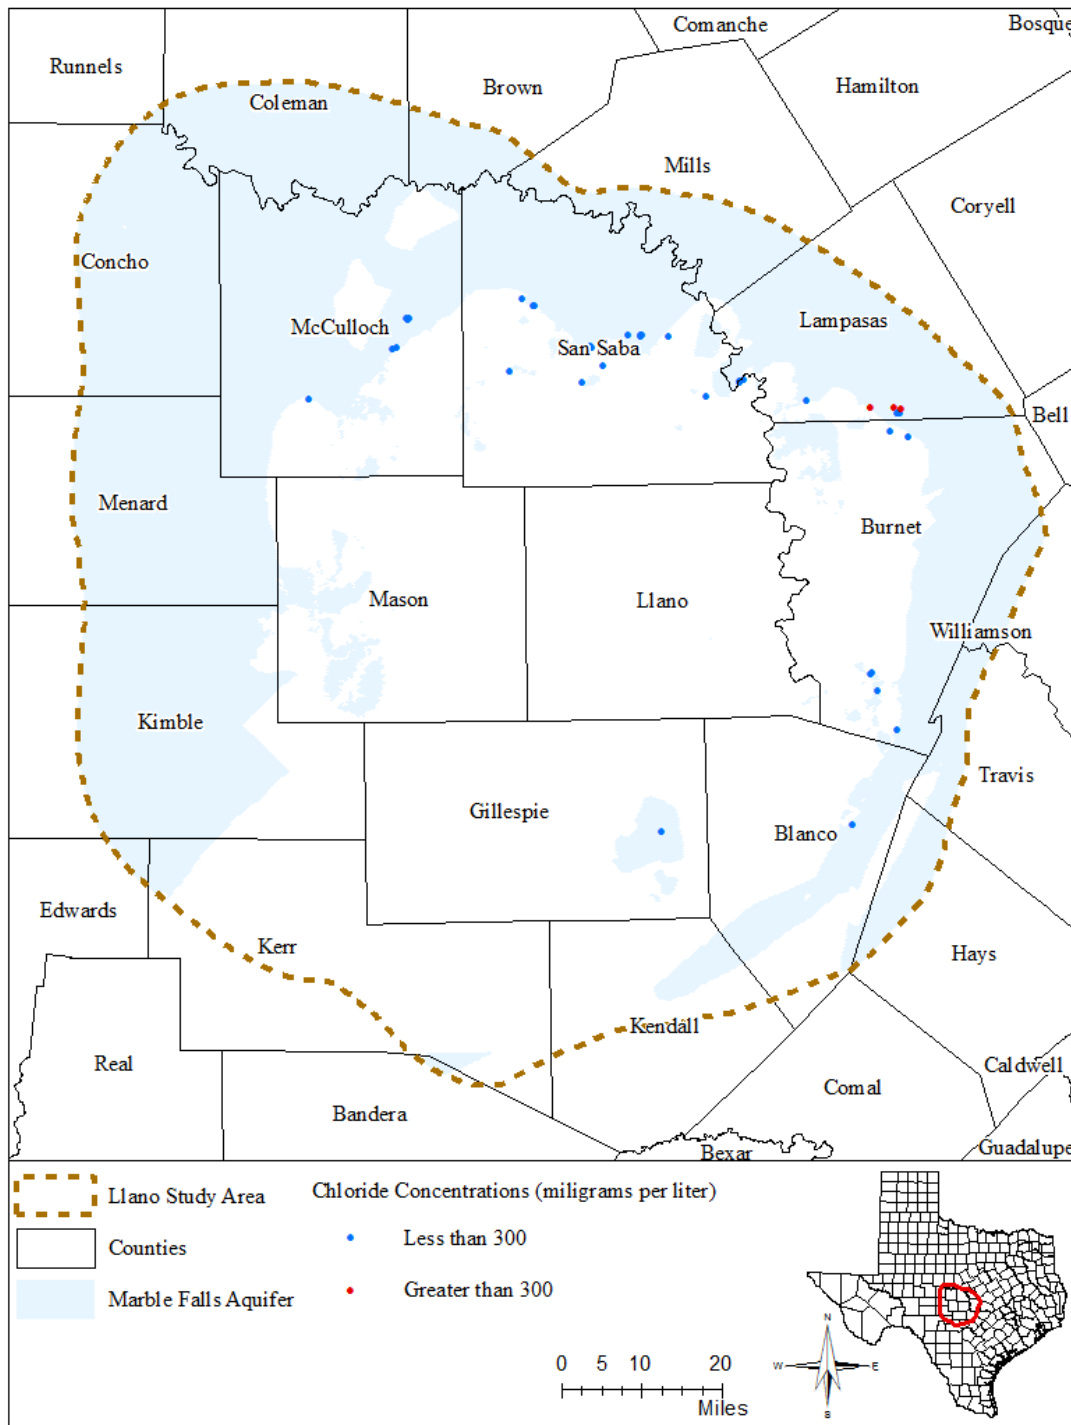 Comanche
Bosque
Runnels
Brown
Hamilton
Coleman
Mills
Coryell
Concho
McCulloch
San Saba
Lampasas
Bell
Menard
Burnet
Mason
Llano
Williamson
Kimble
Travis
Gillespie
Blanco
Edwards
Kerr
Hays
Kendall
Real
Caldwell
Comal
Bandera
Guadalupe
Bexar
Llano Study Area
Counties
Marble Falls Aquifer
Chloride Concentrations (miligrams per liter)
Less than 300
Greater than 300
0 5 10 20
Miles
N
W E
S